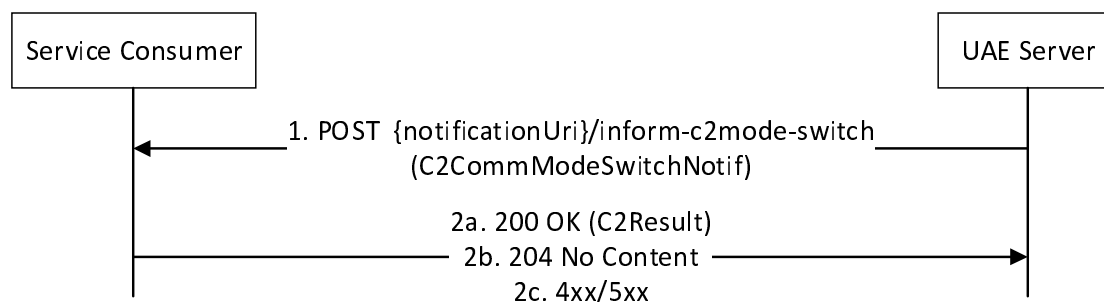 Service Consumer
UAE Server
1. POST {notificationUri}/inform-c2mode-switch
(C2CommModeSwitchNotif)
2a. 200 OK (C2Result)
2b. 204 No Content
2c. 4xx/5xx